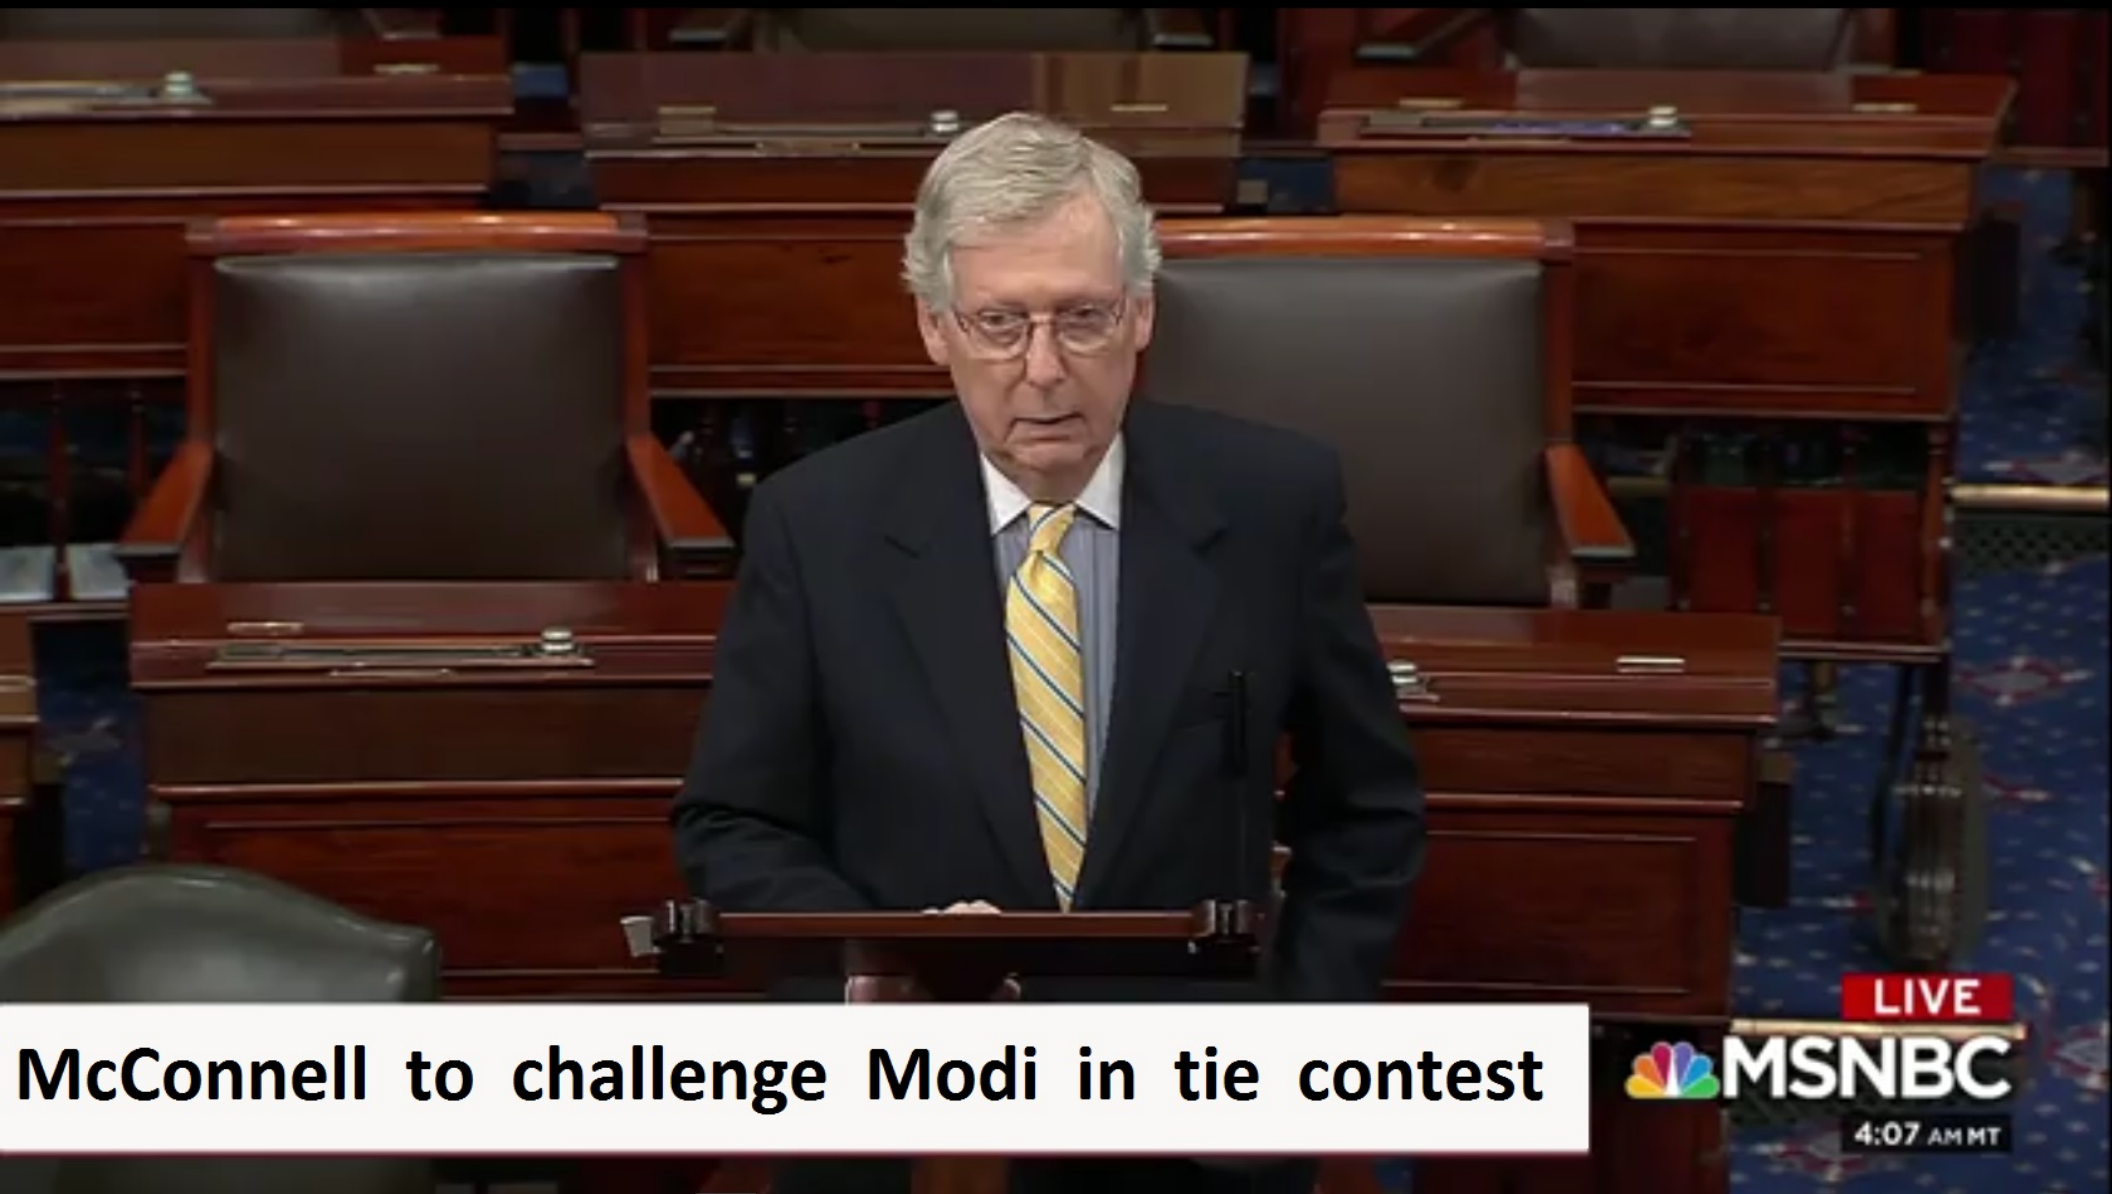 LIVE
McConnell to challenge Modi in tie contest
MSNBC
4:07 AM MT